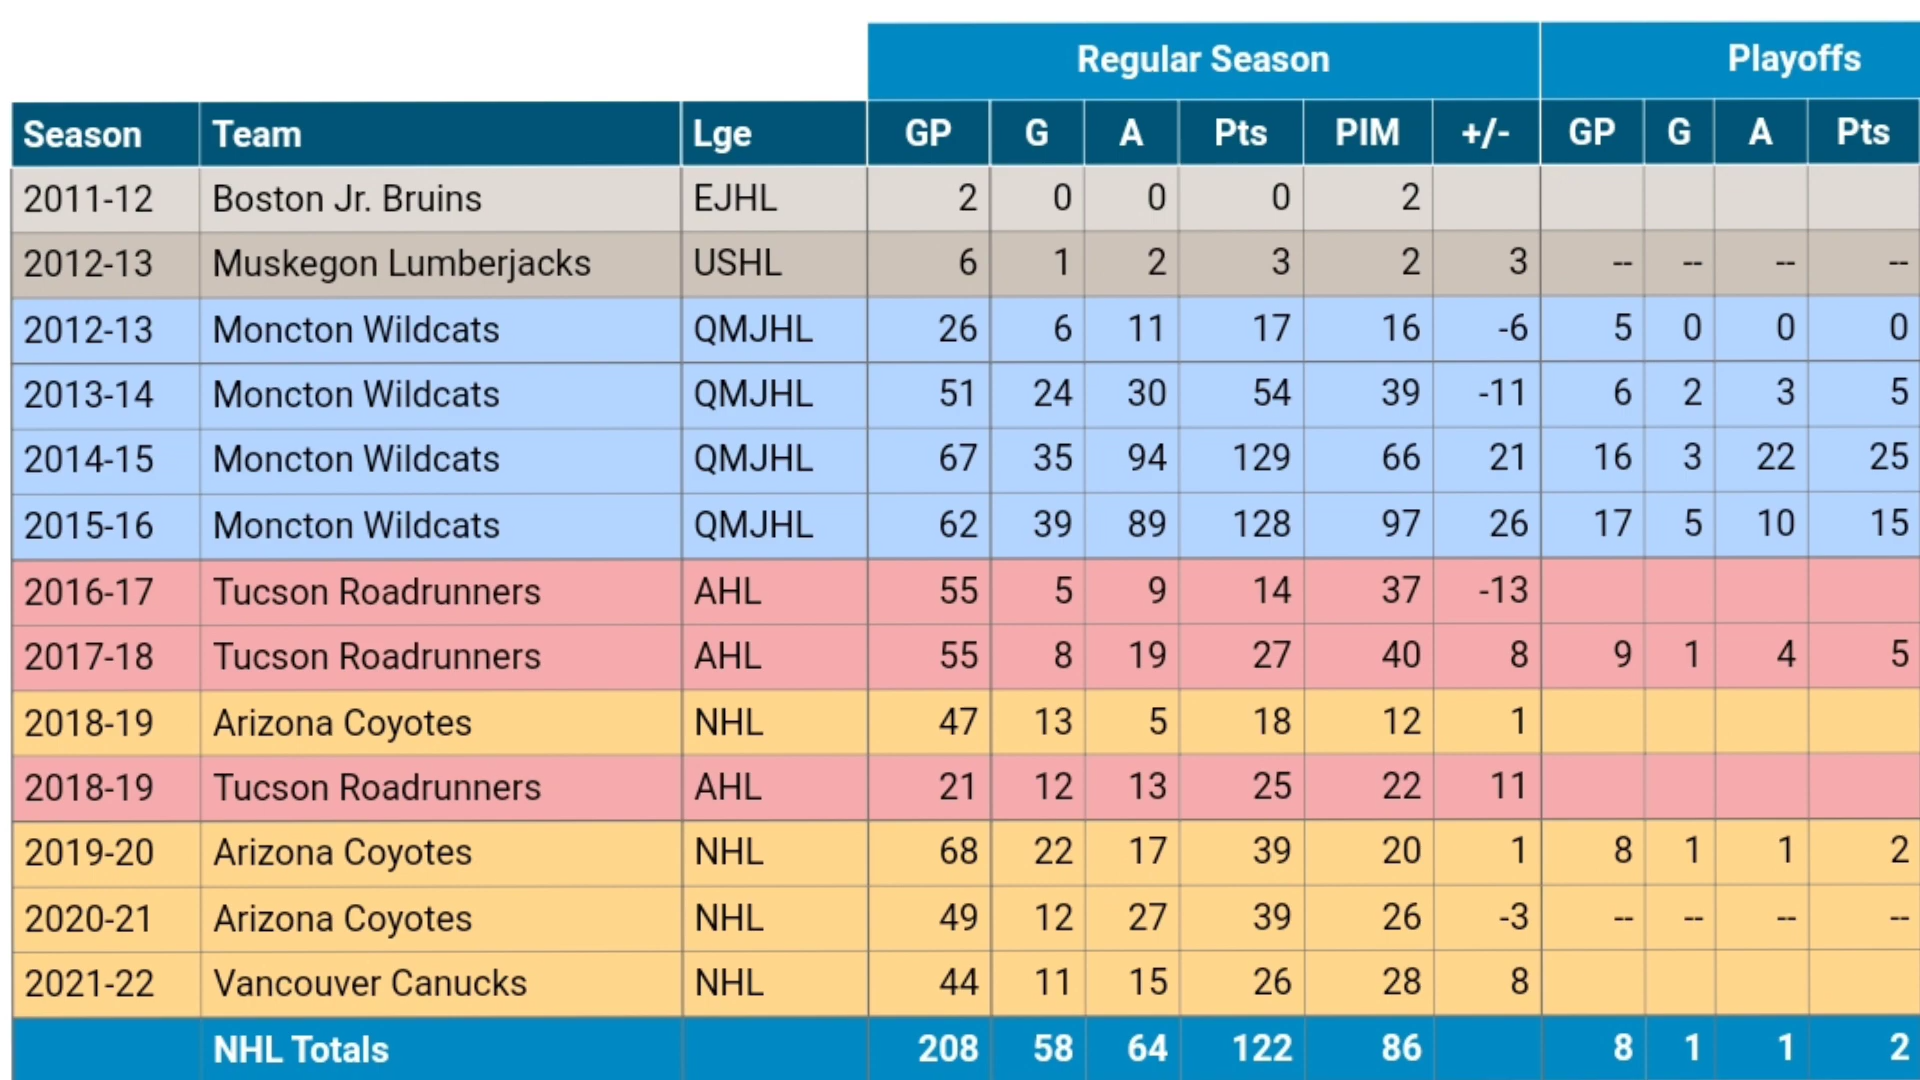 Regular Season Playoffs
Season Team Lge GP G A Pts PIM +/- GP G A Pts
2011-12 Boston Jr. Bruins EJHL 2 0 0 0 2
2012-13 Muskegon Lumberjacks USHL 6 1 2 3 2 3 -- -- -- --
2012-13 Moncton Wildcats QMJHL 26 6 11 17 16 -6 5 0 0 0
2013-14 Moncton Wildcats QMJHL 51 24 30 54 39 -11 6 2 3 5
2014-15 Moncton Wildcats QMJHL 67 35 94 129 66 21 16 3 22 25
2015-16 Moncton Wildcats QMJHL 62 39 89 128 97 26 17 5 10 15
2016-17 Tucson Roadrunners AHL 55 5 9 14 37 -13
2017-18 Tucson Roadrunners AHL 55 8 19 27 40 8 9 1 4 5
2018-19 Arizona Coyotes NHL 47 13 5 18 12 1
2018-19 Tucson Roadrunners AHL 21 12 13 25 22 11
2019-20 Arizona Coyotes NHL 68 22 17 39 20 1 8 1 1 2
2020-21 Arizona Coyotes NHL 49 12 27 39 26 -3 -- -- -- --
2021-22 Vancouver Canucks NHL 44 11 15 26 28 8
NHL Totals 208 58 64 122 86 8 1 1 2